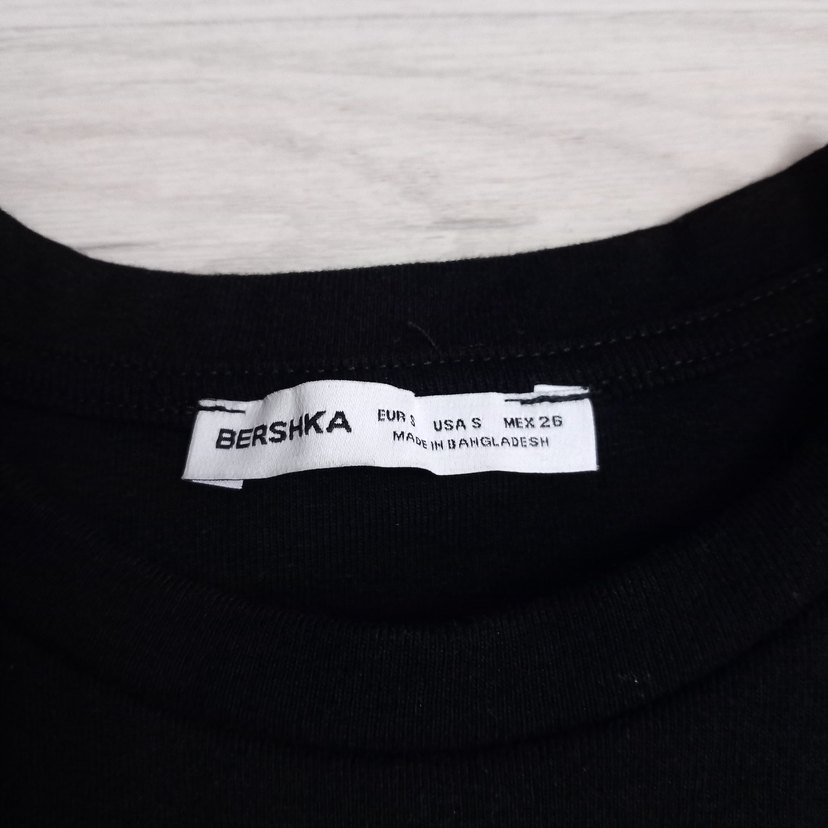 BERSHKA EUR S USA S MEX 26
MADE IN BANGLADESH